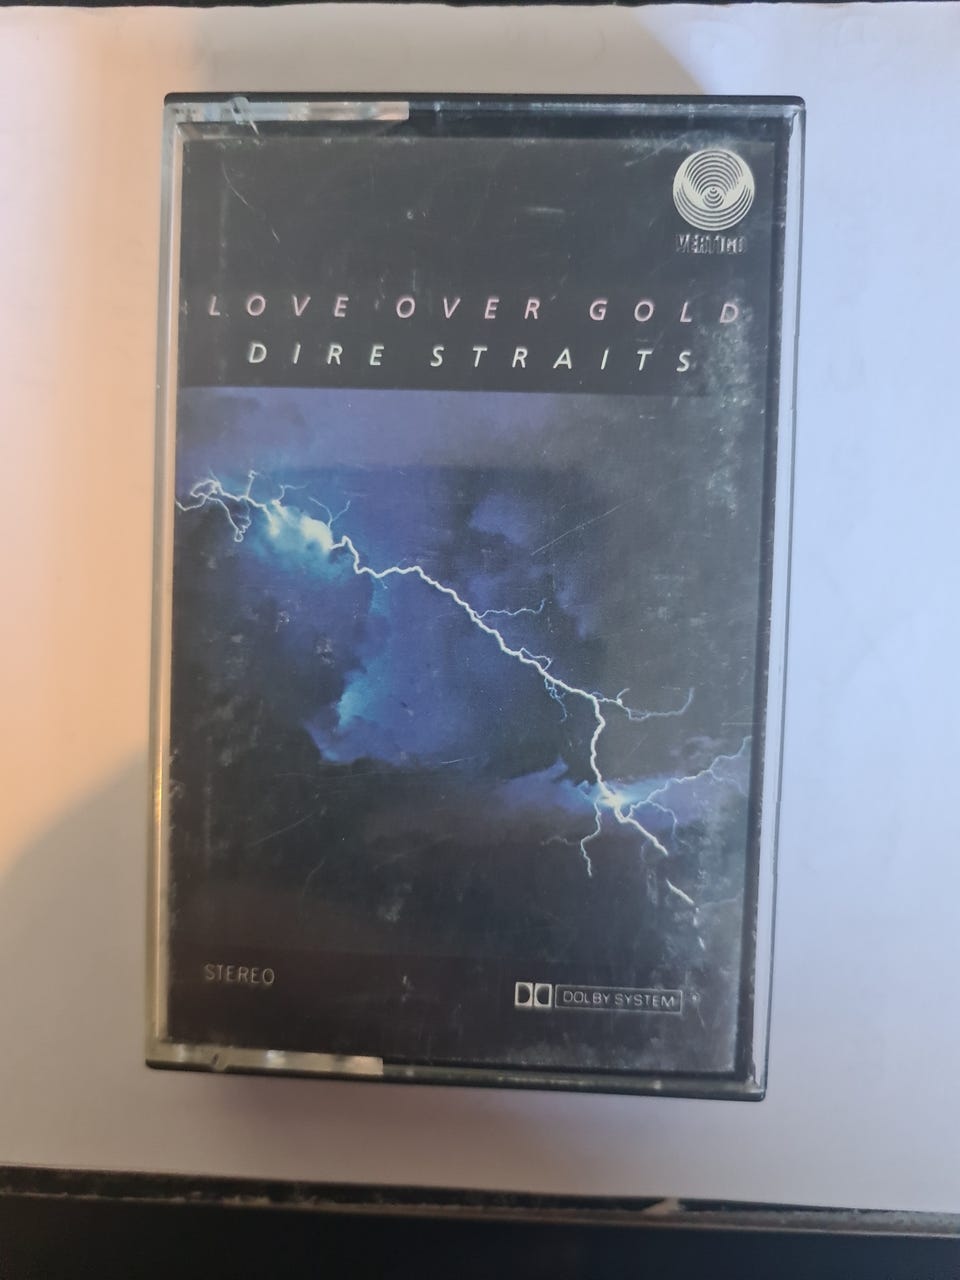 VERTIGO
LOVE OVER GOLD
DIRE STRAITS
STEREO
DOLBY SYSTEM